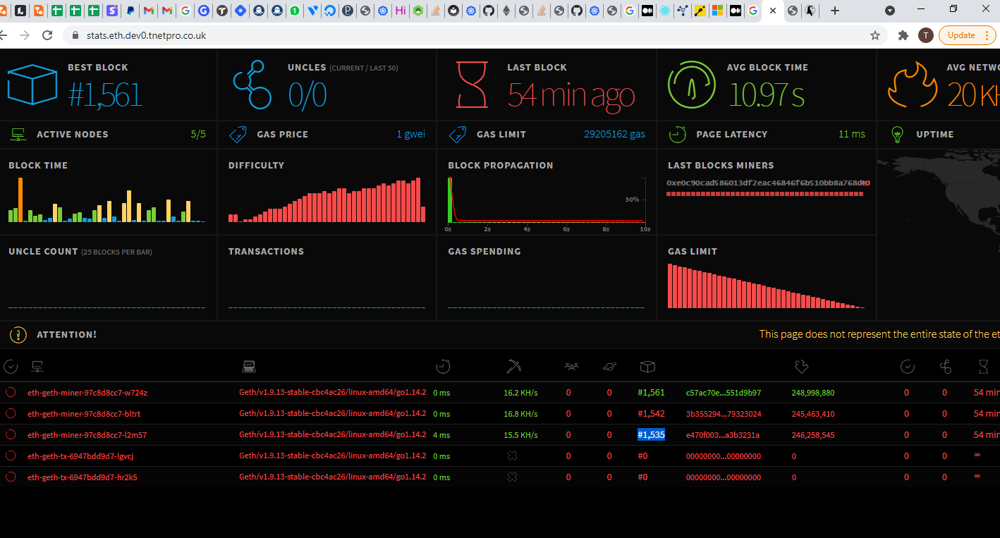 Hi
stats.eth.dev0.tnetpro.co.uk
T
Update
BEST BLOCK
#1,561
UNCLES (CURRENT / LAST 50)
0/0
LAST BLOCK
54 min ago
AVG BLOCK TIME
10.97 s
AVG NETWO
20 KH
ACTIVE NODES 5/5
GAS PRICE 1 gwei
GAS LIMIT 29205162 gas
PAGE LATENCY 11 ms
UPTIME
BLOCK TIME
DIFFICULTY
BLOCK PROPAGATION
50%
0s 2s 4s 6s 8s 10s
LAST BLOCKS MINERS
UNCLE COUNT (25 BLOCKS PER BAR)
TRANSACTIONS
GAS SPENDING
GAS LIMIT
ATTENTION!
This page does not represent the entire state of the et
eth-geth-miner-97c8d8cc7-w724z Geth/v1.9.13-stable-cbc4ac26/linux-amd64/go1.14.2 0 ms 16.2 KH/s 0 0 #1,561 c57ac70e...551d9b97 248,998,880 0 0 54 min
eth-geth-miner-97c8d8cc7-bltrt Geth/v1.9.13-stable-cbc4ac26/linux-amd64/go1.14.2 0 ms 16.8 KH/s 0 0 #1,542 3b355294...79323024 245,463,410 0 0 54 min
eth-geth-miner-97c8d8cc7-l2m57 Geth/v1.9.13-stable-cbc4ac26/linux-amd64/go1.14.2 4 ms 15.5 KH/s 0 0 #1,535 e470f003...a3b3231a 246,258,545 0 0 54 min
eth-geth-tx-6947bdd9d7-lgvcj Geth/v1.9.13-stable-cbc4ac26/linux-amd64/go1.14.2 0 ms 0 0 #0 00000000...00000000 0 0 0 ∞
eth-geth-tx-6947bdd9d7-hr2k5 Geth/v1.9.13-stable-cbc4ac26/linux-amd64/go1.14.2 0 ms 0 0 #0 00000000...00000000 0 0 0 ∞